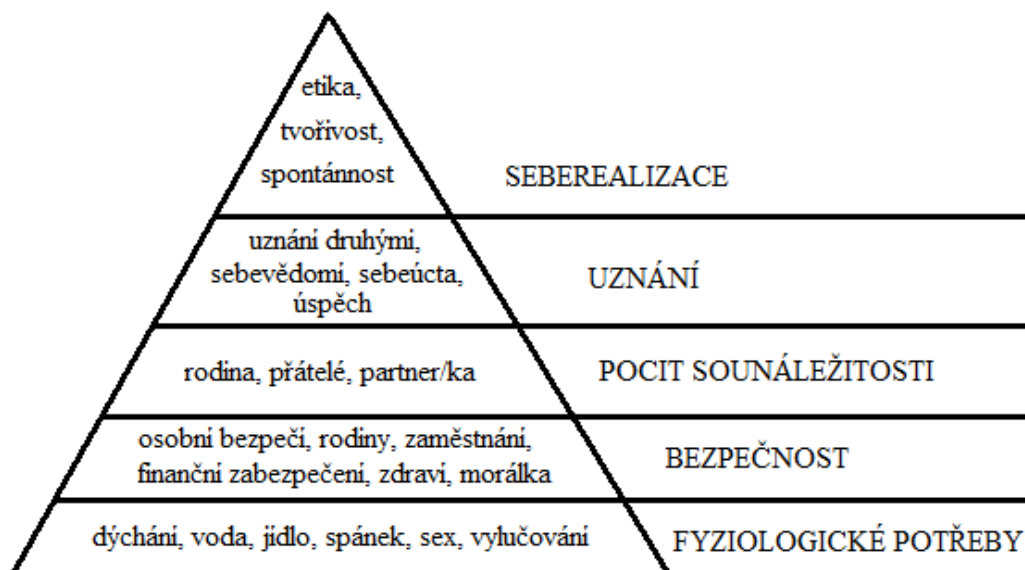 etika,
tvořivost,
spontánnost
SEBEREALIZACE
uznání druhými,
sebevědomí, sebeúcta,
úspěch
UZNÁNÍ
rodina, přátelé, partner/ka
POCIT SOUNÁLEŽITOSTI
osobní bezpečí, rodiny, zaměstnání,
finanční zabezpečení, zdraví, morálka
BEZPEČNOST
dýchání, voda, jídlo, spánek, sex, vylučování
FYZIOLOGICKÉ POTŘEBY